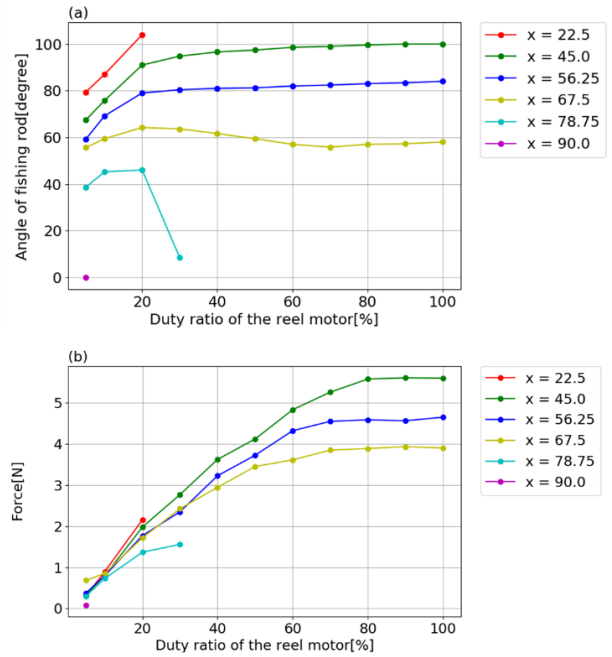 (a)
100
80
60
40
20
0
Angle of fishing rod[degree]
20 40 60 80 100
Duty ratio of the reel motor[%]
x = 22.5
x = 45.0
x = 56.25
x = 67.5
x = 78.75
x = 90.0
(b)
5
4
3
2
1
0
Force[N]
20 40 60 80 100
Duty ratio of the reel motor[%]
x = 22.5
x = 45.0
x = 56.25
x = 67.5
x = 78.75
x = 90.0